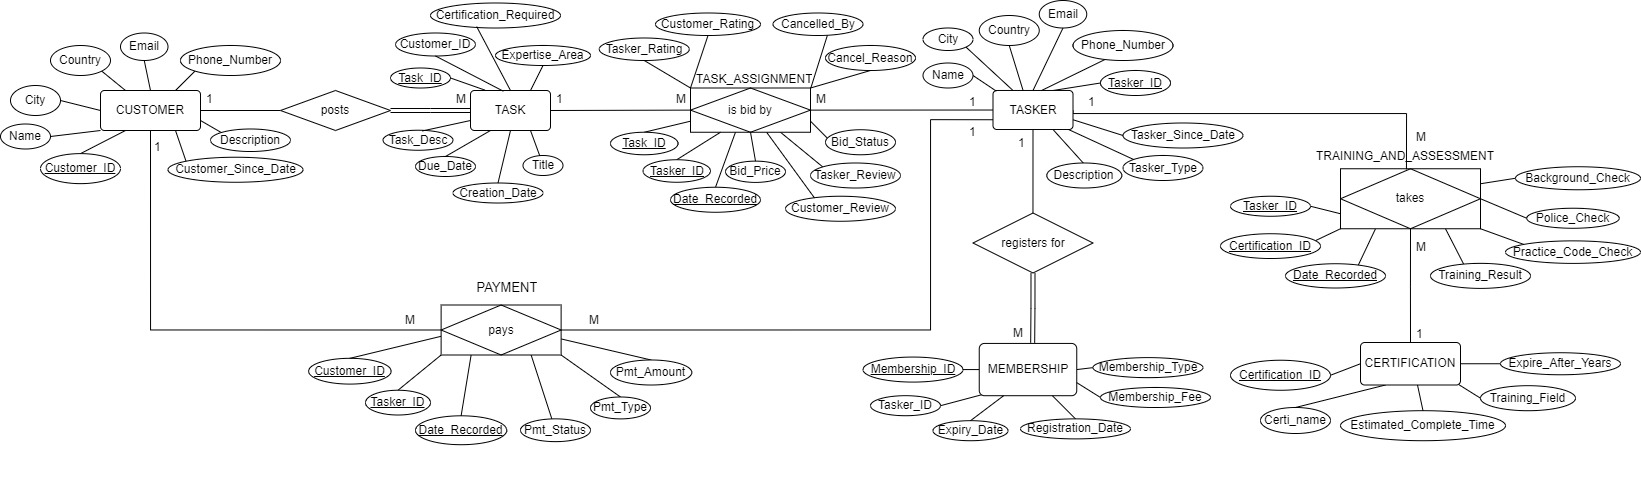 Certification_Required
Customer_Rating
Cancelled_By
Email
Country
City
Email
Country
Phone_Number
Customer_ID
Expertise_Area
Tasker_Rating
Cancel_Reason
Phone_Number
Name
Task_ID
TASK_ASSIGNMENT
Tasker_ID
City
CUSTOMER
1
posts
M
TASK
1
M
is bid by
M
1
TASKER
1
Name
Description
Task_Desc
Task_ID
Bid_Status
1
1
Tasker_Since_Date
M
1
Customer_ID
Customer_Since_Date
Due_Date
Title
Creation_Date
Tasker_ID
Bid_Price
Tasker_Review
Date_Recorded
Customer_Review
Description
Tasker_Type
TRAINING_AND_ASSESSMENT
Background_Check
takes
Tasker_ID
Police_Check
registers for
Certification_ID
M
Practice_Code_Check
Date_Recorded
Training_Result
PAYMENT
M
pays
M
M
1
Customer_ID
Pmt_Amount
Membership_ID
MEMBERSHIP
Membership_Type
Certification_ID
CERTIFICATION
Expire_After_Years
Tasker_ID
Pmt_Type
Tasker_ID
Membership_Fee
Training_Field
Date_Recorded
Pmt_Status
Expiry_Date
Registration_Date
Certi_name
Estimated_Complete_Time